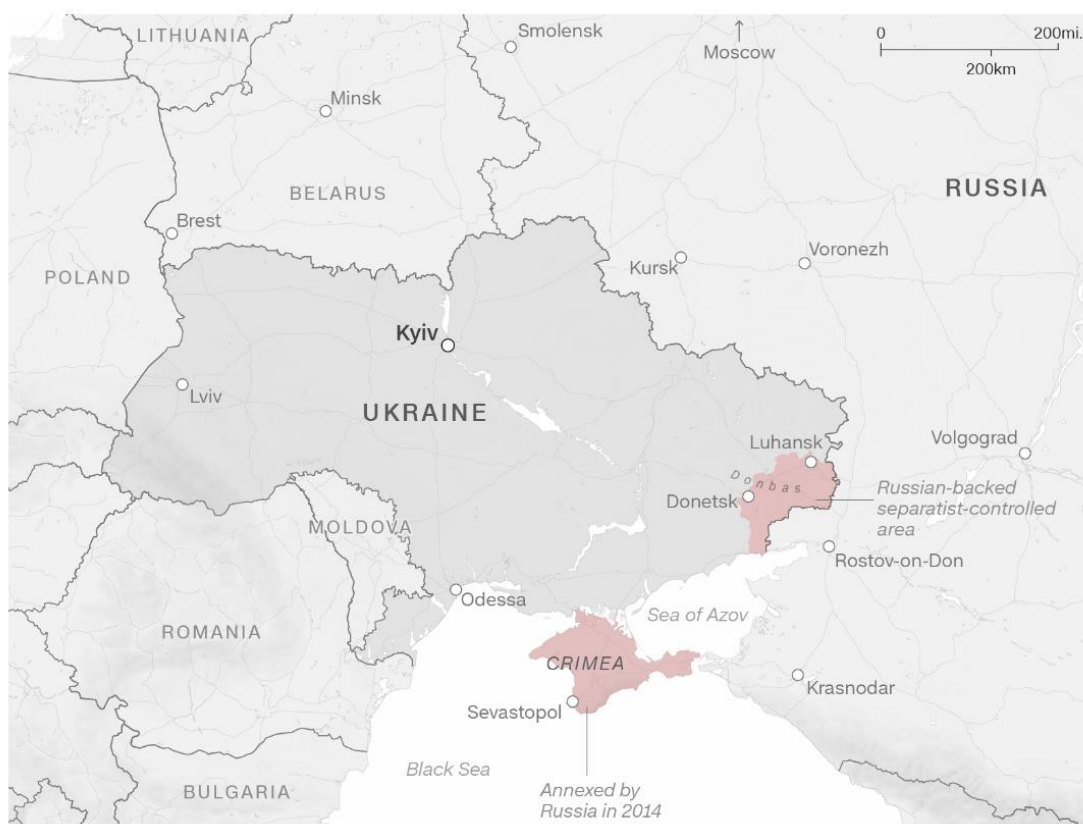 LITHUANIA
Smolensk
Moscow
0 200mi.
200km
Minsk
BELARUS
RUSSIA
Brest
POLAND
Kursk
Voronezh
Kyiv
Lviv
UKRAINE
Luhansk
Volgograd
Donbas
Donetsk
Russian-backed
separatist-controlled
area
MOLDOVA
Rostov-on-Don
Odessa
Sea of Azov
ROMANIA
CRIMEA
Krasnodar
Sevastopol
Black Sea
Annexed by
Russia in 2014
BULGARIA